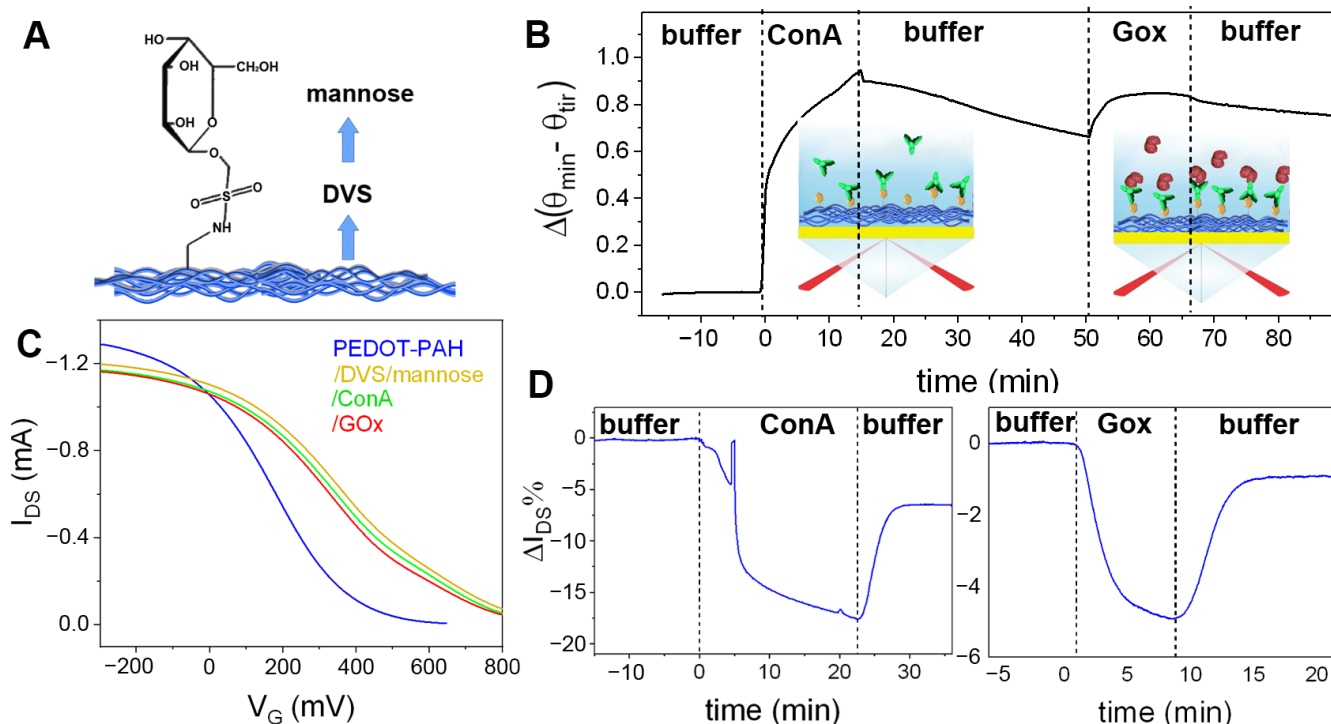 A
HO
OH
CH₂OH
OH
O
O
S
O
O
NH
mannose
DVS
B
buffer
ConA
buffer
Gox
buffer
Δ(θmin- θtir)
1.0
0.8
0.6
0.4
0.2
0.0
−10 0 10 20 30 40 50 60 70 80
time (min)
C
PEDOT-PAH
/DVS/mannose
/ConA
/GOx
I_DS (mA)
−1.2
−0.8
−0.4
0.0
−200 0 200 400 600 800
V_G (mV)
D
buffer
ConA
buffer
ΔI_DS%
0
−5
−10
−15
−20
−10 0 10 20 30
time (min)
buffer
Gox
buffer
0
−2
−4
−6
−5 0 5 10 15 20
time (min)